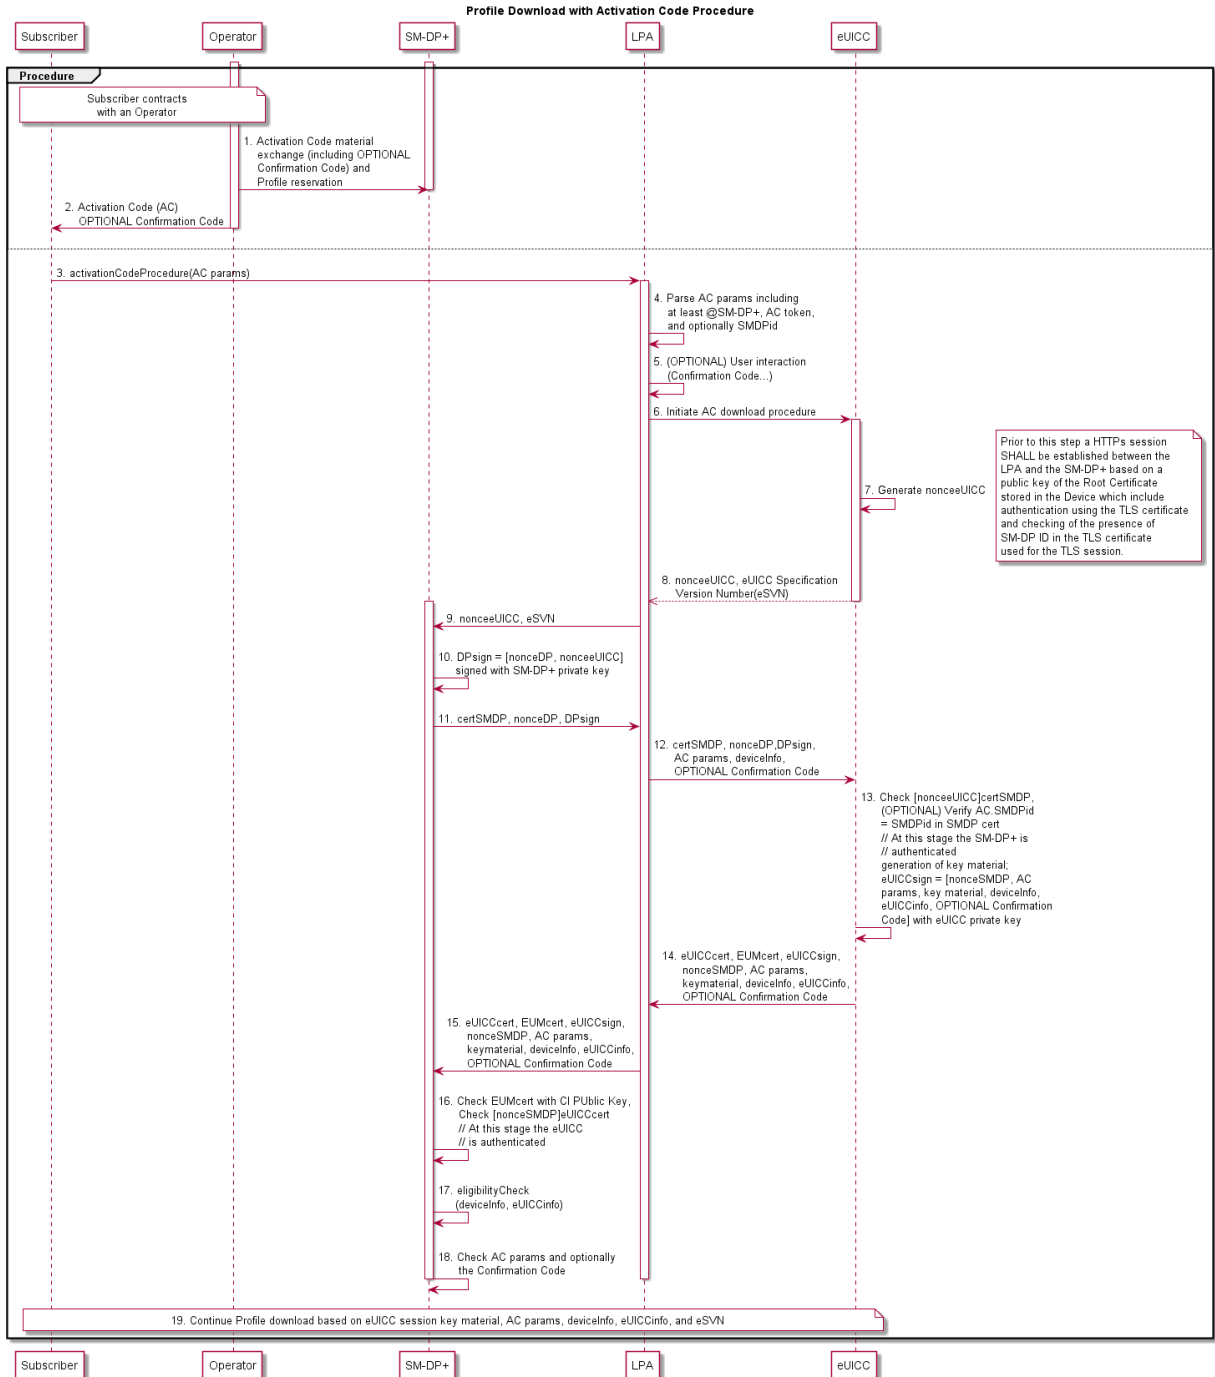 Profile Download with Activation Code Procedure
Subscriber
Operator
SM-DP+
LPA
eUICC
Procedure
Subscriber contracts
with an Operator
1. Activation Code material
exchange (including OPTIONAL
Confirmation Code) and
Profile reservation
2. Activation Code (AC)
OPTIONAL Confirmation Code
3. activationCodeProcedure(AC params)
4. Parse AC params including
at least @SM-DP+, AC token,
and optionally SMDPid
5. (OPTIONAL) User interaction
(Confirmation Code...)
6. Initiate AC download procedure
Prior to this step a HTTPs session
SHALL be established between the
LPA and the SM-DP+ based on a
public key of the Root Certificate
stored in the Device which include
authentication using the TLS certificate
and checking of the presence of
SM-DP ID in the TLS certificate
used for the TLS session.
7. Generate nonceeUICC
8. nonceeUICC, eUICC Specification
Version Number(eSVN)
9. nonceeUICC, eSVN
10. DPsign = [nonceDP, nonceeUICC]
signed with SM-DP+ private key
11. certSMDP, nonceDP, DPsign
12. certSMDP, nonceDP,DPsign,
AC params, deviceInfo,
OPTIONAL Confirmation Code
13. Check [nonceeUICC]certSMDP,
(OPTIONAL) Verify AC.SMDPid
= SMDPid in SMDP cert
// At this stage the SM-DP+ is
// authenticated
generation of key material;
eUICCsign = [nonceSMDP, AC
params, key material, deviceInfo,
eUICCinfo, OPTIONAL Confirmation
Code] with eUICC private key
14. eUICCcert, EUMcert, eUICCsign,
nonceSMDP, AC params,
keymaterial, deviceInfo, eUICCinfo,
OPTIONAL Confirmation Code
15. eUICCcert, EUMcert, eUICCsign,
nonceSMDP, AC params,
keymaterial, deviceInfo, eUICCinfo,
OPTIONAL Confirmation Code
16. Check EUMcert with CI PUblic Key,
Check [nonceSMDP]eUICCcert
// At this stage the eUICC
// is authenticated
17. eligibilityCheck
(deviceInfo, eUICCinfo)
18. Check AC params and optionally
the Confirmation Code
19. Continue Profile download based on eUICC session key material, AC params, deviceInfo, eUICCinfo, and eSVN
Subscriber
Operator
SM-DP+
LPA
eUICC